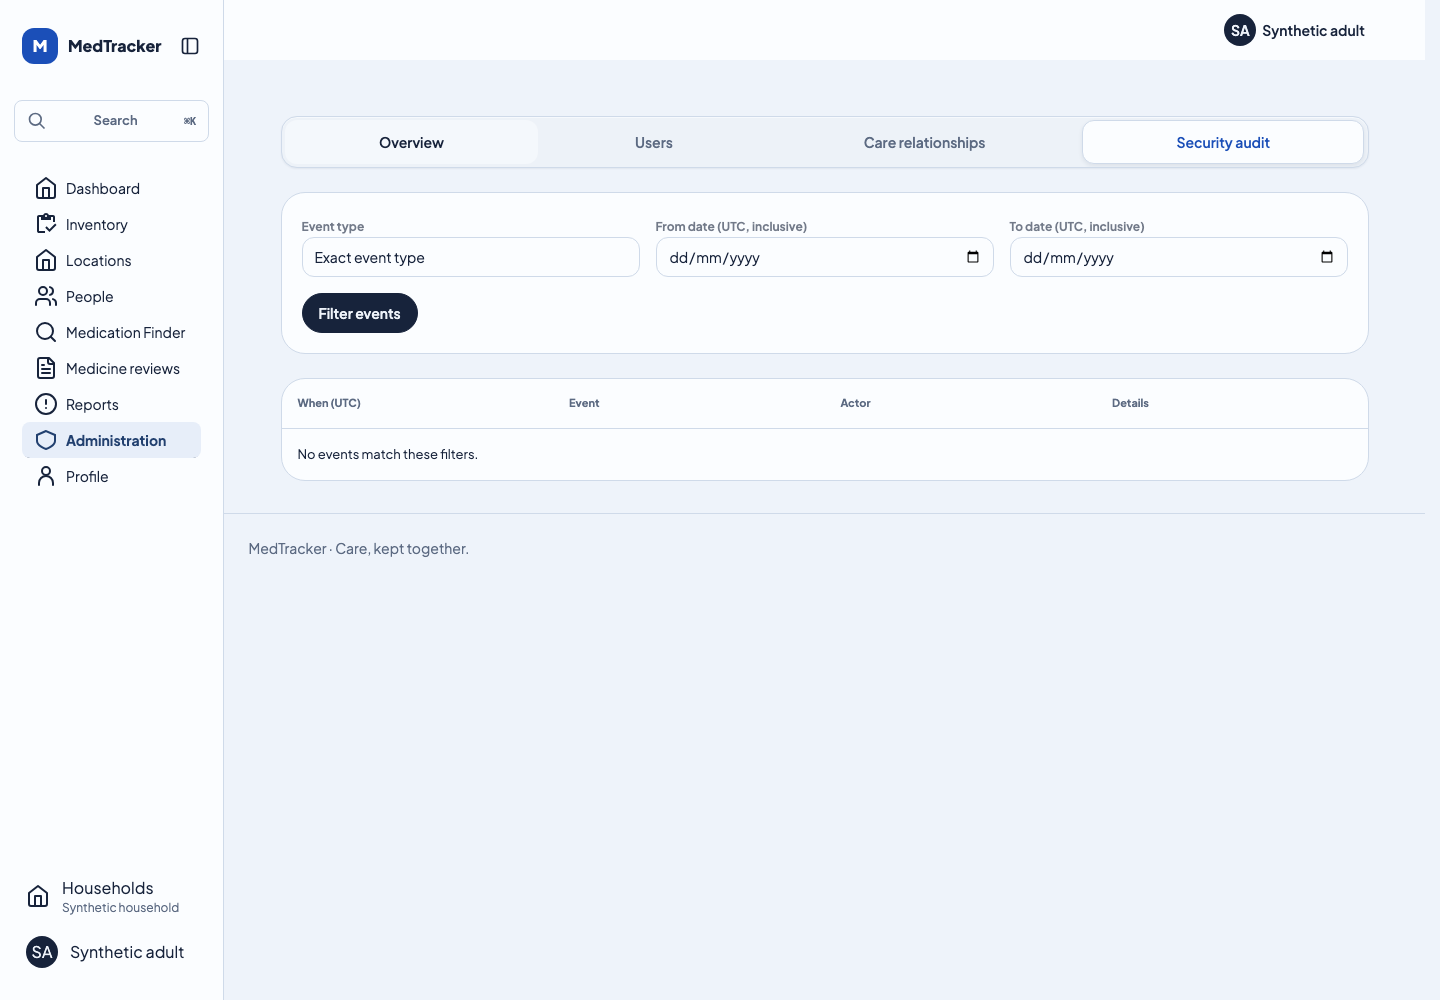 M MedTracker
Search ⌘K
Dashboard
Inventory
Locations
People
Medication Finder
Medicine reviews
Reports
Administration
Profile
Households
Synthetic household
SA Synthetic adult
SA Synthetic adult
Overview Users Care relationships Security audit
Event type From date (UTC, inclusive) To date (UTC, inclusive)
Exact event type dd/mm/yyyy dd/mm/yyyy
Filter events
When (UTC) Event Actor Details
No events match these filters.
MedTracker · Care, kept together.